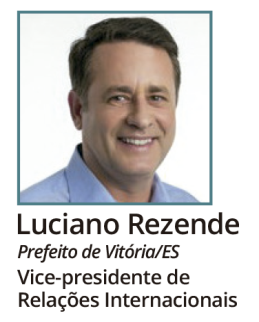 Luciano Rezende
Prefeito de Vitória/ES
Vice-presidente de
Relações Internacionais